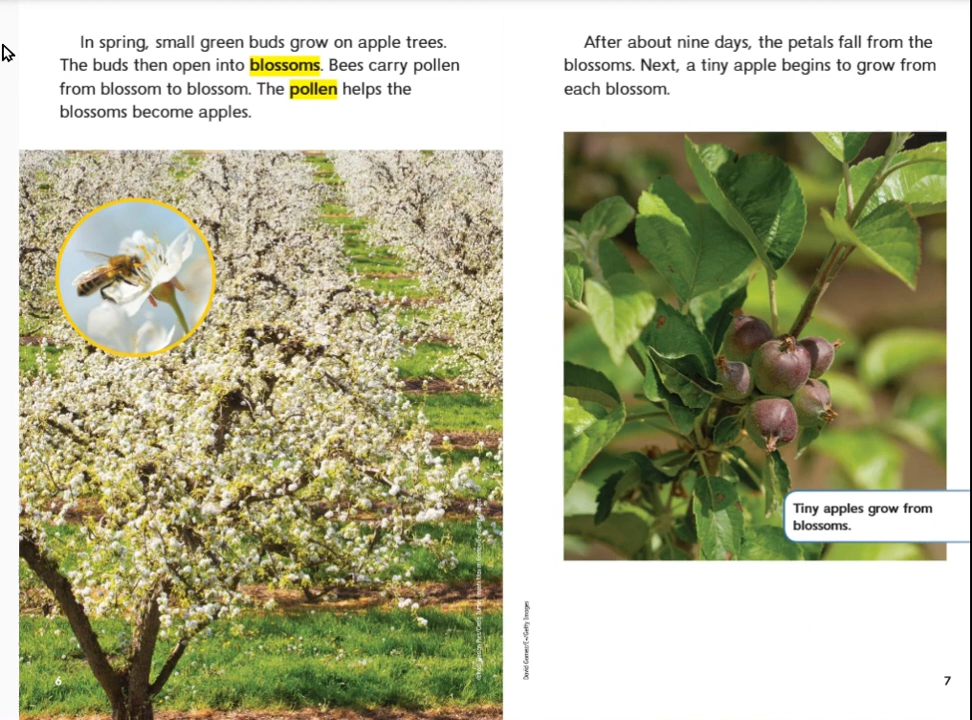 In spring, small green buds grow on apple trees.
The buds then open into blossoms. Bees carry pollen
from blossom to blossom. The pollen helps the
blossoms become apples.
6
After about nine days, the petals fall from the
blossoms. Next, a tiny apple begins to grow from
each blossom.
Tiny apples grow from
blossoms.
David Gomez/E+/Getty Images
7